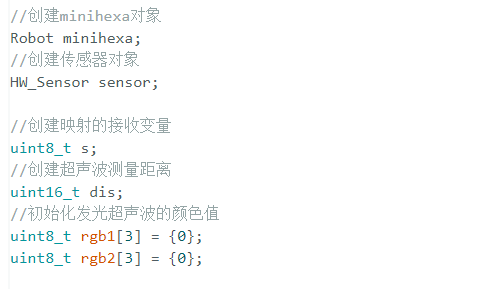 //创建minihexa对象
Robot minihexa;
//创建传感器对象
HW_Sensor sensor;
//创建映射的接收变量
uint8_t s;
//创建超声波测量距离
uint16_t dis;
//初始化发光超声波的颜色值
uint8_t rgb1[3] = {0};
uint8_t rgb2[3] = {0};